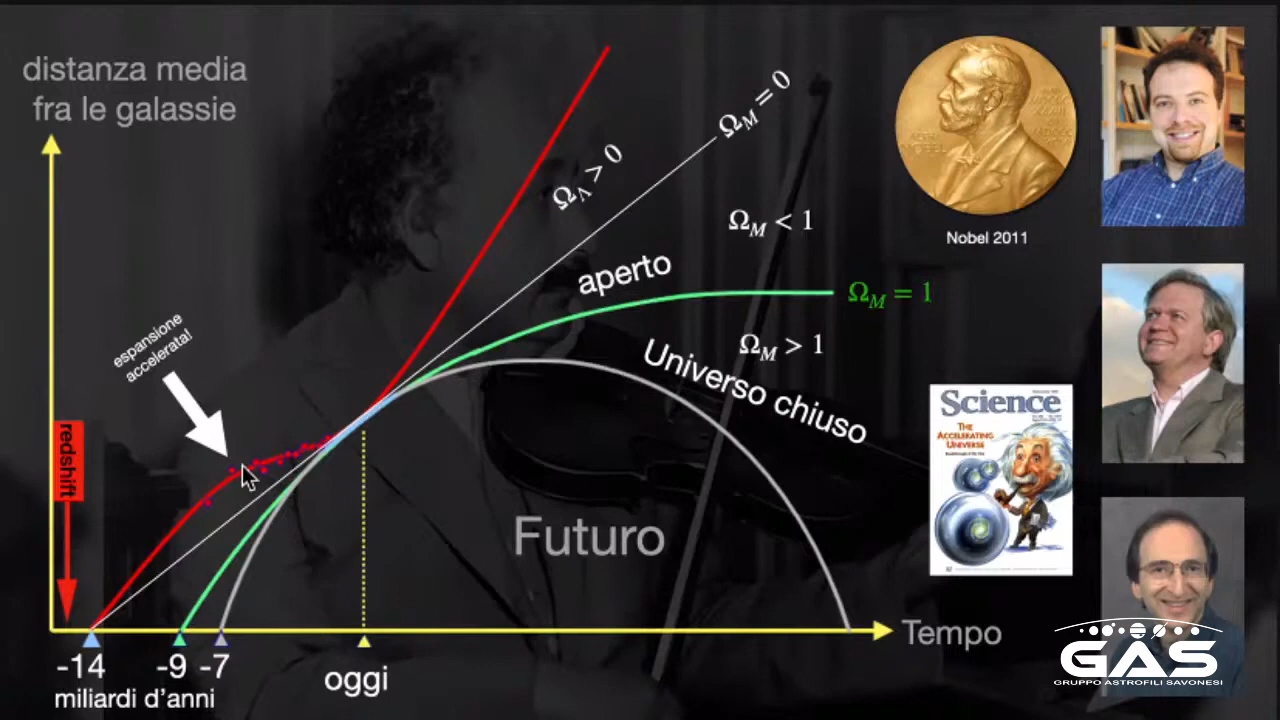 distanza media
fra le galassie
Ω_M = 0
Ω_Λ > 0
Ω_M < 1
aperto
Ω_M = 1
Ω_M > 1
Universo chiuso
espansione
accelerata!
redshift
Futuro
Tempo
-14
-9
-7
miliardi d'anni
oggi
Nobel 2011
Science
THE
ACCELERATING
UNIVERSE
GAS
GRUPPO ASTROFILI SAVONESI